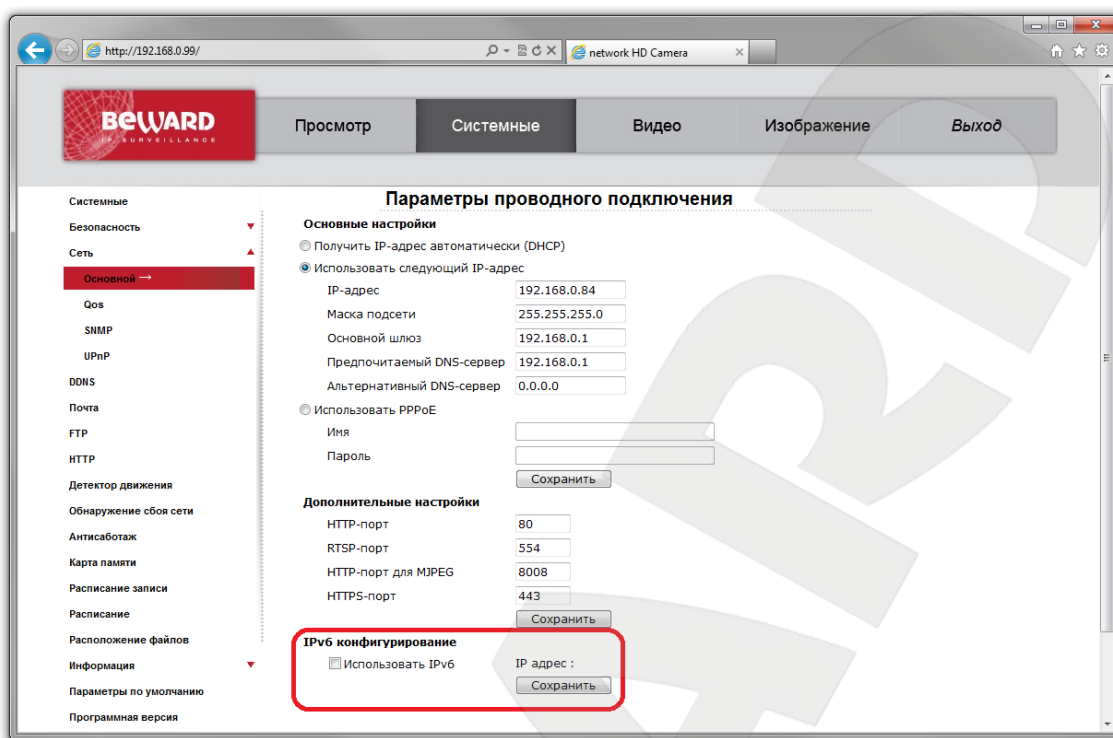 http://192.168.0.99/
network HD Camera
BEWARD
IP SURVEILLANCE
Просмотр
Системные
Видео
Изображение
Выход
Системные
Безопасность
Сеть
Основной →
Qos
SNMP
UPnP
DDNS
Почта
FTP
HTTP
Детектор движения
Обнаружение сбоя сети
Антисаботаж
Карта памяти
Расписание записи
Расписание
Расположение файлов
Информация
Параметры по умолчанию
Программная версия
Параметры проводного подключения
Основные настройки
Получить IP-адрес автоматически (DHCP)
Использовать следующий IP-адрес
IP-адрес 192.168.0.84
Маска подсети 255.255.255.0
Основной шлюз 192.168.0.1
Предпочитаемый DNS-сервер 192.168.0.1
Альтернативный DNS-сервер 0.0.0.0
Использовать PPPoE
Имя
Пароль
Сохранить
Дополнительные настройки
HTTP-порт 80
RTSP-порт 554
HTTP-порт для MJPEG 8008
HTTPS-порт 443
Сохранить
IPv6 конфигурирование
Использовать IPv6 IP адрес :
Сохранить
ARD